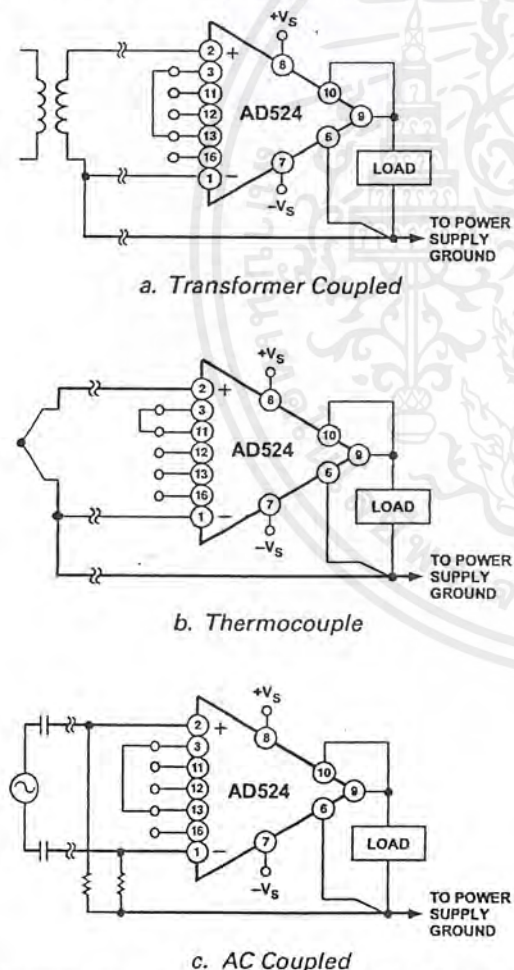 +VS
2 + 8
3 10
11 AD524 9
12 6
13
16 7 LOAD
1 −
−VS
TO POWER
SUPPLY
GROUND
a. Transformer Coupled
+VS
2 + 8
3 10
11 AD524 9
12 6
13
16 7 LOAD
1 −
−VS
TO POWER
SUPPLY
GROUND
b. Thermocouple
+VS
2 + 8
3 10
11 AD524 9
12 6
13
16 7 LOAD
1 −
−VS
TO POWER
SUPPLY
GROUND
c. AC Coupled